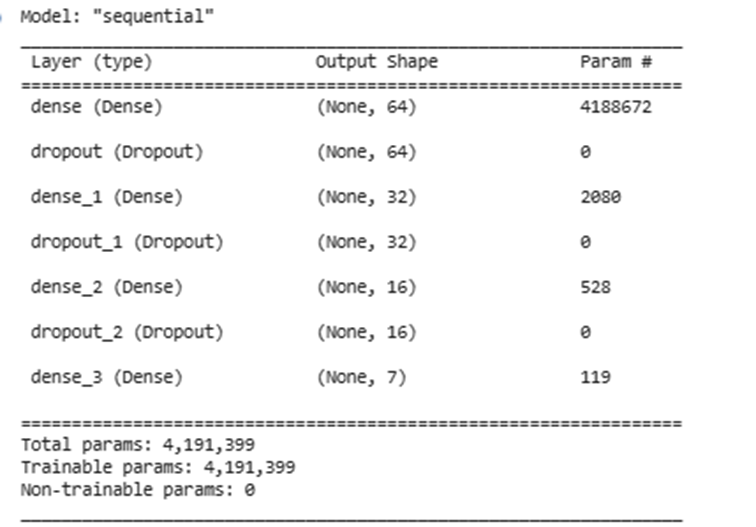 Model: "sequential"
Layer (type) Output Shape Param #
dense (Dense) (None, 64) 4188672
dropout (Dropout) (None, 64) 0
dense_1 (Dense) (None, 32) 2080
dropout_1 (Dropout) (None, 32) 0
dense_2 (Dense) (None, 16) 528
dropout_2 (Dropout) (None, 16) 0
dense_3 (Dense) (None, 7) 119
Total params: 4,191,399
Trainable params: 4,191,399
Non-trainable params: 0